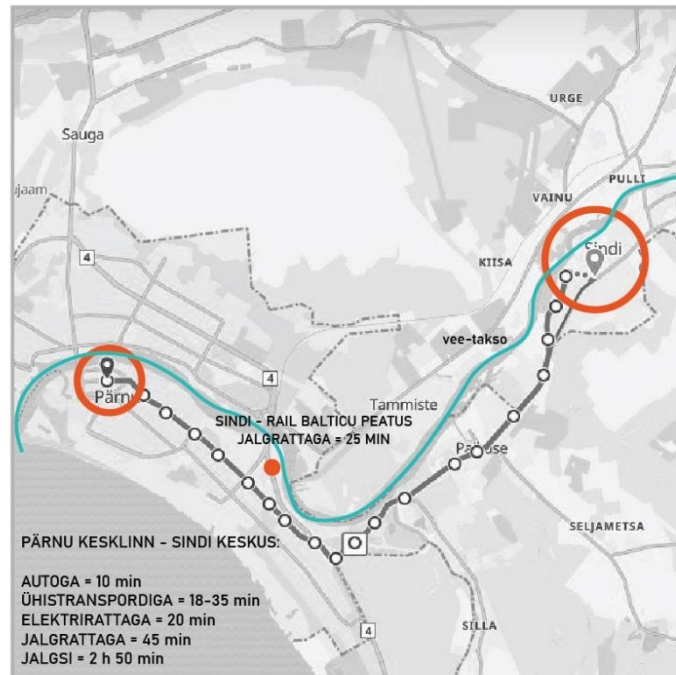 URGE
Sauga
PULLI
ujaam
VAINU
4
Sindi
KIISA
vee-takso
4
Pärnu
Tammiste
SINDI - RAIL BALTICU PEATUS
JALGRATTAGA = 25 MIN
SELJAMETSA
PÄRNU KESKLINN - SINDI KESKUS:
AUTOGA = 10 min
ÜHISTRANSPORDIGA = 18-35 min
ELEKTRIRATTAGA = 20 min
JALGRATTAGA = 45 min
JALGSI = 2 h 50 min
SILLA
4